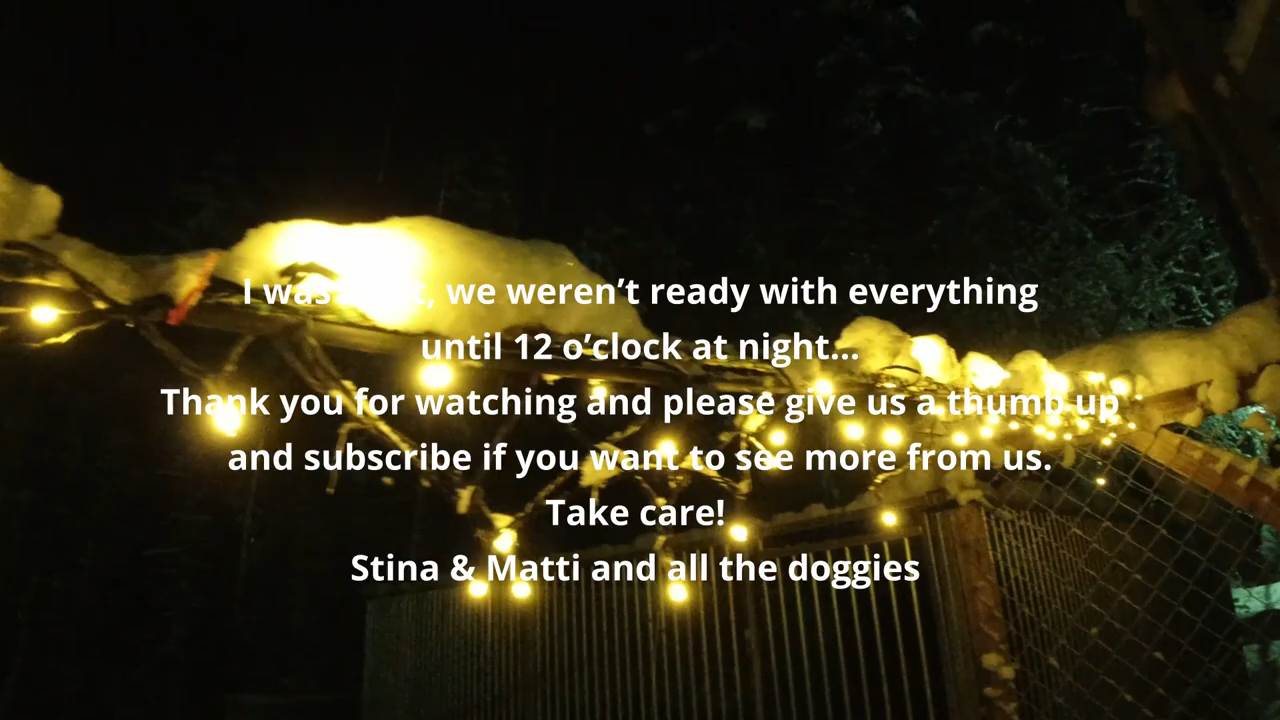 I was, we weren’t ready with everything
until 12 o’clock at night...
Thank you for watching and please give us a thumb up
and subscribe if you want to see more from us.
Take care!
Stina & Matti and all the doggies